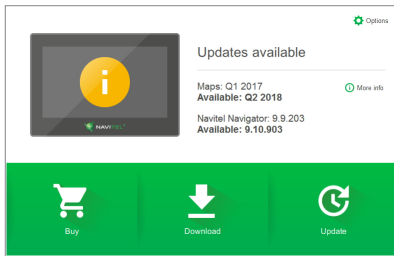 Options
Updates available
Maps: Q1 2017
Available: Q2 2018
More info
Navitel Navigator: 9.9.203
Available: 9.10.903
NAVITEL
Buy
Download
Update